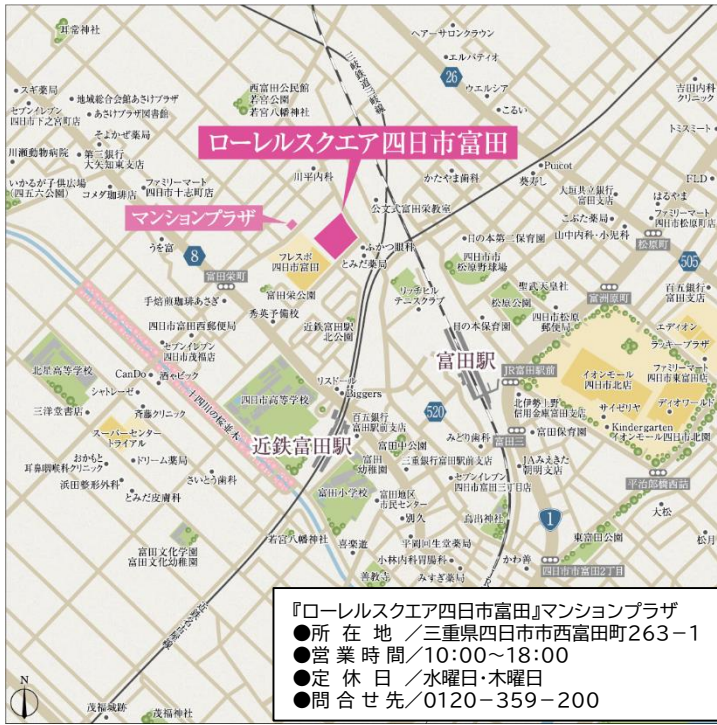 耳常神社
ヘアーサロンクラウン
エルパティオ
26
ウエルシア
こるい
三岐鉄道三岐線
吉田内科
クリニック
トミスミート
スギ薬局
地域総合会館あさけプラザ
セブンイレブン
四日市下之宮町店
あさけプラザ図書館
そよかぜ薬局
川瀬動物病院
第三銀行
大矢知東支店
いかるが子供広場
(四五六公園)
コメダ珈琲店
ファミリーマート
四日市十志町店
西富田公民館
若宮公園
若宮八幡神社
ローレルスクエア四日市富田
川平内科
かたやま歯科
Puicot
葵寿し
大垣共立銀行
富田支店
FLD
はるやま
ファミリーマート
四日市松原町店
こぶた薬局
山中内科・小児科
松原町
マンションプラザ
公文式富田栄教室
うを富
8
富田栄町
フレスポ
四日市富田
ふかつ眼科
とみだ薬局
日の本第二保育園
四日市市
松原野球場
505
百五銀行
富田支店
富田栄公園
リッチヒル
テニスクラブ
聖武天皇社
松原公園
富洲原町
手焙煎珈琲あさぎ
秀英予備校
近鉄富田駅
北公園
日の本保育園
四日市松原
郵便局
エディオン
ラッキープラザ
四日市富田西郵便局
セブンイレブン
四日市茂福店
富田駅
JR富田駅前
イオンモール
四日市北店
ファミリーマート
四日市東富田店
北星高等学校
CanDo
酒やビック
シャトレーゼ
三洋堂書店
斉藤クリニック
十四川の桜並木
四日市高等学校
リスドール
Biggers
520
北伊勢上野
信用金庫富田支店
サイゼリヤ
ディオワールド
スーパーセンター
トライアル
近鉄富田駅
百五銀行
富田駅前支店
富田中公園
みどり歯科
富田三
富田保育園
Kindergarten
イオンモール四日市北園
おかもと
耳鼻咽喉科クリニック
ドリーム薬局
浜田整形外科
さいとう歯科
とみだ皮膚科
富田
幼稚園
三重銀行富田駅前支店
JAみえきた
朝明支店
セブンイレブン
四日市富田三丁目店
平治郎橋西詰
富田小学校
富田地区
市民センター
別久
鳥出神社
1
大松
東富田公園
松月
富田文化学園
富田文化幼稚園
若宮八幡神社
喜楽道
平岡回生堂薬局
小林内科胃腸科
かわ善
四日市市富田2丁目
善教寺
みすぎ薬局
近鉄名古屋線
N
茂福城跡
茂福神社
『ローレルスクエア四日市富田』マンションプラザ
●所 在 地 ／三重県四日市市西富田町263－1
●営 業 時 間／10:00～18:00
●定 休 日 ／水曜日・木曜日
●問 合 せ 先／0120－359－200